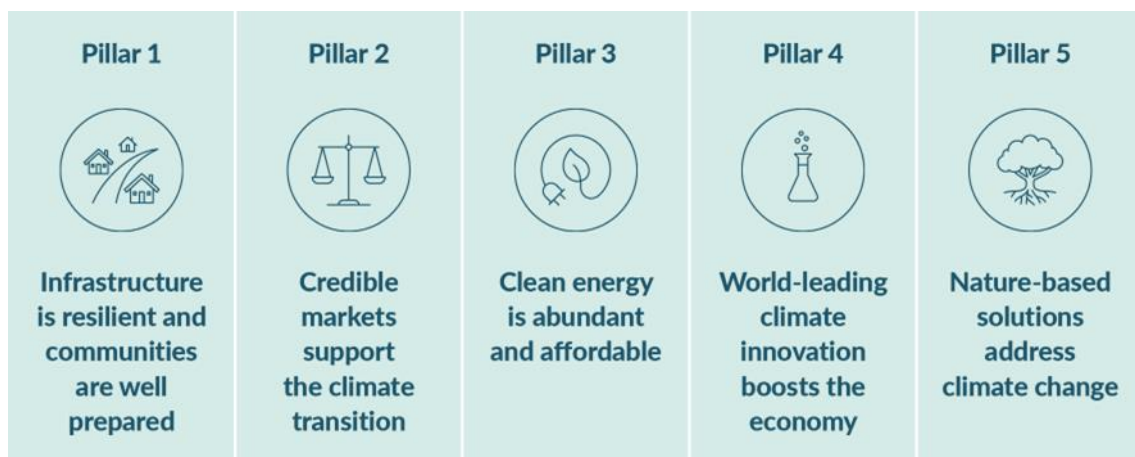 Pillar 1
Infrastructure
is resilient and
communities
are well
prepared
Pillar 2
Credible
markets
support
the climate
transition
Pillar 3
Clean energy
is abundant
and affordable
Pillar 4
World-leading
climate
innovation
boosts the
economy
Pillar 5
Nature-based
solutions
address
climate change